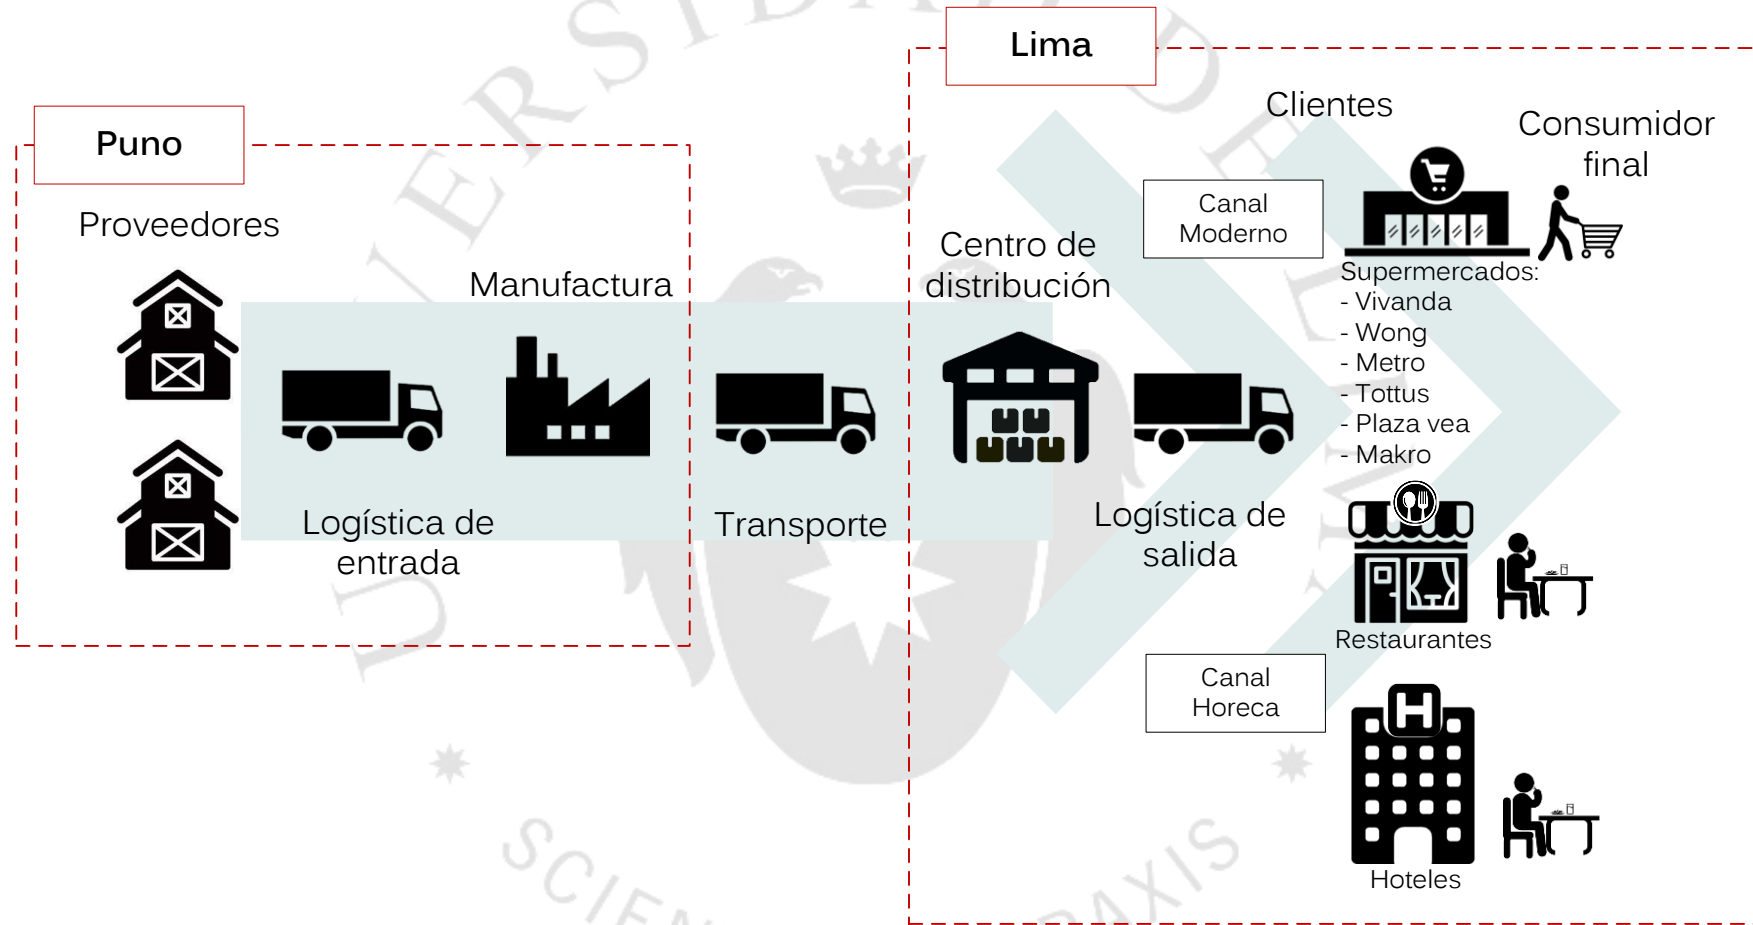 Lima
Puno
Clientes
Consumidor
final
Proveedores
Canal
Moderno
Manufactura
Centro de
distribución
Supermercados:
- Vivanda
- Wong
- Metro
- Tottus
- Plaza vea
- Makro
Logística de
entrada
Transporte
Logística de
salida
Restaurantes
Canal
Horeca
H
Hoteles